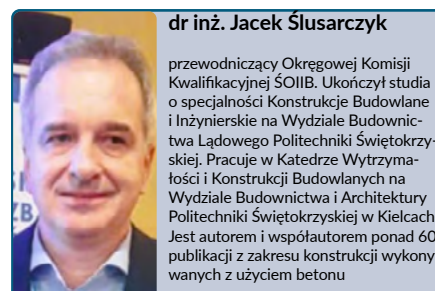 dr inż. Jacek Ślusarczyk
przewodniczący Okręgowej Komisji
Kwalifikacyjnej ŚOIIB. Ukończył studia
o specjalności Konstrukcje Budowlane
i Inżynierskie na Wydziale Budownic-
twa Lądowego Politechniki Świętokrzy-
skiej. Pracuje w Katedrze Wytrzyma-
łości i Konstrukcji Budowlanych na
Wydziale Budownictwa i Architektury
Politechniki Świętokrzyskiej w Kielcach
Jest autorem i współautorem ponad 60
publikacji z zakresu konstrukcji wykony
wanych z użyciem betonu